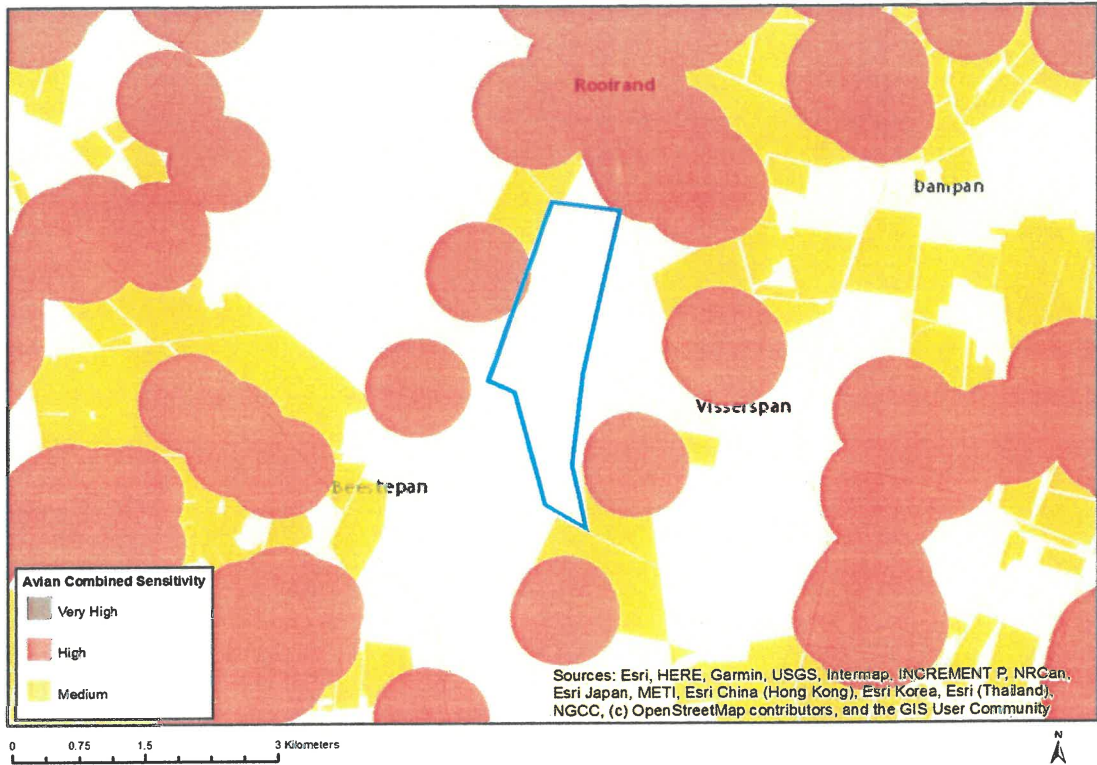 Rooirand
Danipan
Visserspan
Beestepan
Avian Combined Sensitivity
Very High
High
Medium
Sources: Esri, HERE, Garmin, USGS, Intermap, INCREMENT P, NRCan,
Esri Japan, METI, Esri China (Hong Kong), Esri Korea, Esri (Thailand),
NGCC, (c) OpenStreetMap contributors, and the GIS User Community
0 0.75 1.5 3 Kilometers
N